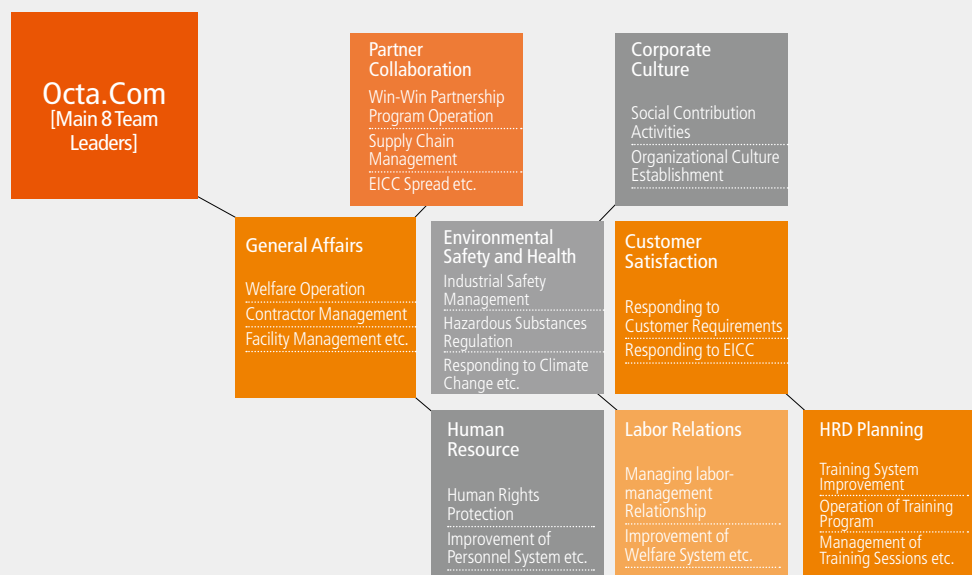 Octa.Com
[Main 8 Team
Leaders]
Partner
Collaboration
Win-Win Partnership
Program Operation
Supply Chain
Management
EICC Spread etc.
Corporate
Culture
Social Contribution
Activities
Organizational Culture
Establishment
General Affairs
Welfare Operation
Contractor Management
Facility Management etc.
Environmental
Safety and Health
Industrial Safety
Management
Hazardous Substances
Regulation
Responding to Climate
Change etc.
Customer
Satisfaction
Responding to
Customer Requirements
Responding to EICC
Human
Resource
Human Rights
Protection
Improvement of
Personnel System etc.
Labor Relations
Managing labor-
management
Relationship
Improvement of
Welfare System etc.
HRD Planning
Training System
Improvement
Operation of Training
Program
Management of
Training Sessions etc.